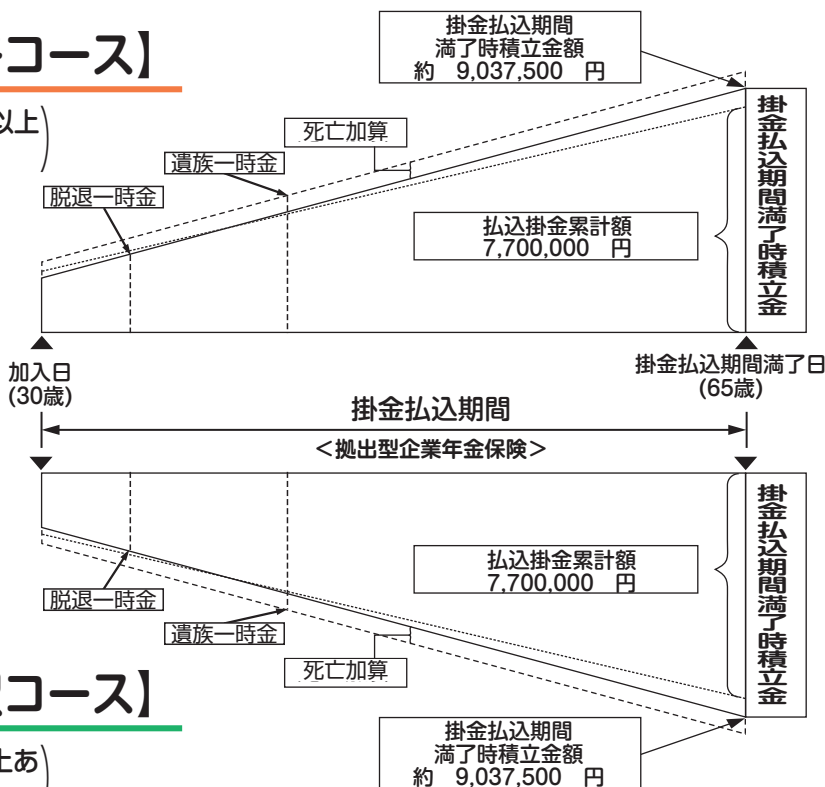 掛金払込期間
満了時積立金額
約 9,037,500 円
コース】
以上
死亡加算
遺族一時金
脱退一時金
掛金払込期間満了時積立金
払込掛金累計額
7,700,000 円
加入日
(30歳)
掛金払込期間満了日
(65歳)
掛金払込期間
＜拠出型企業年金保険＞
掛金払込期間満了時積立金
払込掛金累計額
7,700,000 円
脱退一時金
遺族一時金
死亡加算
コース】
上あ
掛金払込期間
満了時積立金額
約 9,037,500 円